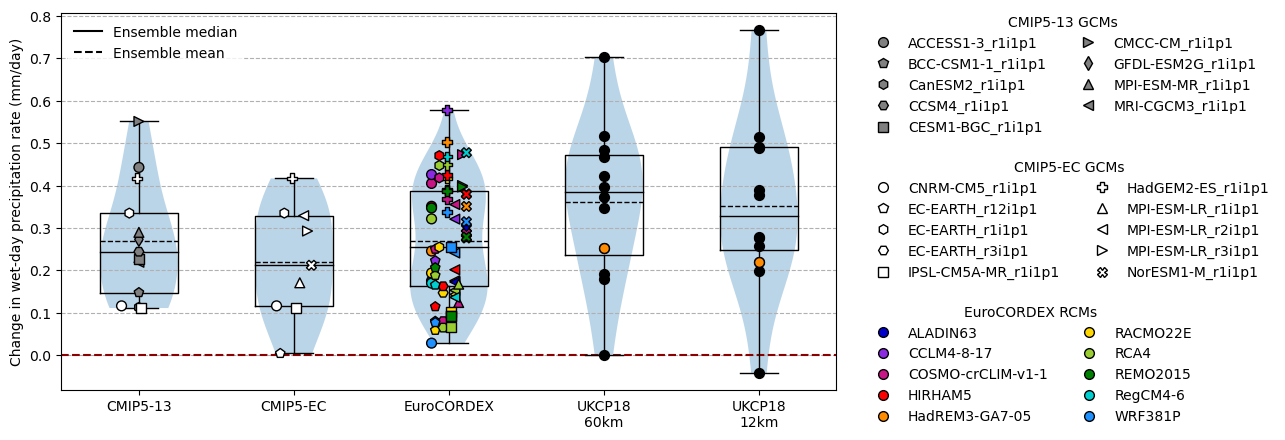 Change in wet-day precipitation rate (mm/day)
0.8
0.7
0.6
0.5
0.4
0.3
0.2
0.1
0.0
Ensemble median
Ensemble mean
CMIP5-13
CMIP5-EC
EuroCORDEX
UKCP18
60km
UKCP18
12km
CMIP5-13 GCMs
ACCESS1-3_r1i1p1
BCC-CSM1-1_r1i1p1
CanESM2_r1i1p1
CCSM4_r1i1p1
CESM1-BGC_r1i1p1
CMCC-CM_r1i1p1
GFDL-ESM2G_r1i1p1
MPI-ESM-MR_r1i1p1
MRI-CGCM3_r1i1p1
CMIP5-EC GCMs
CNRM-CM5_r1i1p1
EC-EARTH_r12i1p1
EC-EARTH_r1i1p1
EC-EARTH_r3i1p1
IPSL-CM5A-MR_r1i1p1
HadGEM2-ES_r1i1p1
MPI-ESM-LR_r1i1p1
MPI-ESM-LR_r2i1p1
MPI-ESM-LR_r3i1p1
NorESM1-M_r1i1p1
EuroCORDEX RCMs
ALADIN63
CCLM4-8-17
COSMO-crCLIM-v1-1
HIRHAM5
HadREM3-GA7-05
RACMO22E
RCA4
REMO2015
RegCM4-6
WRF381P